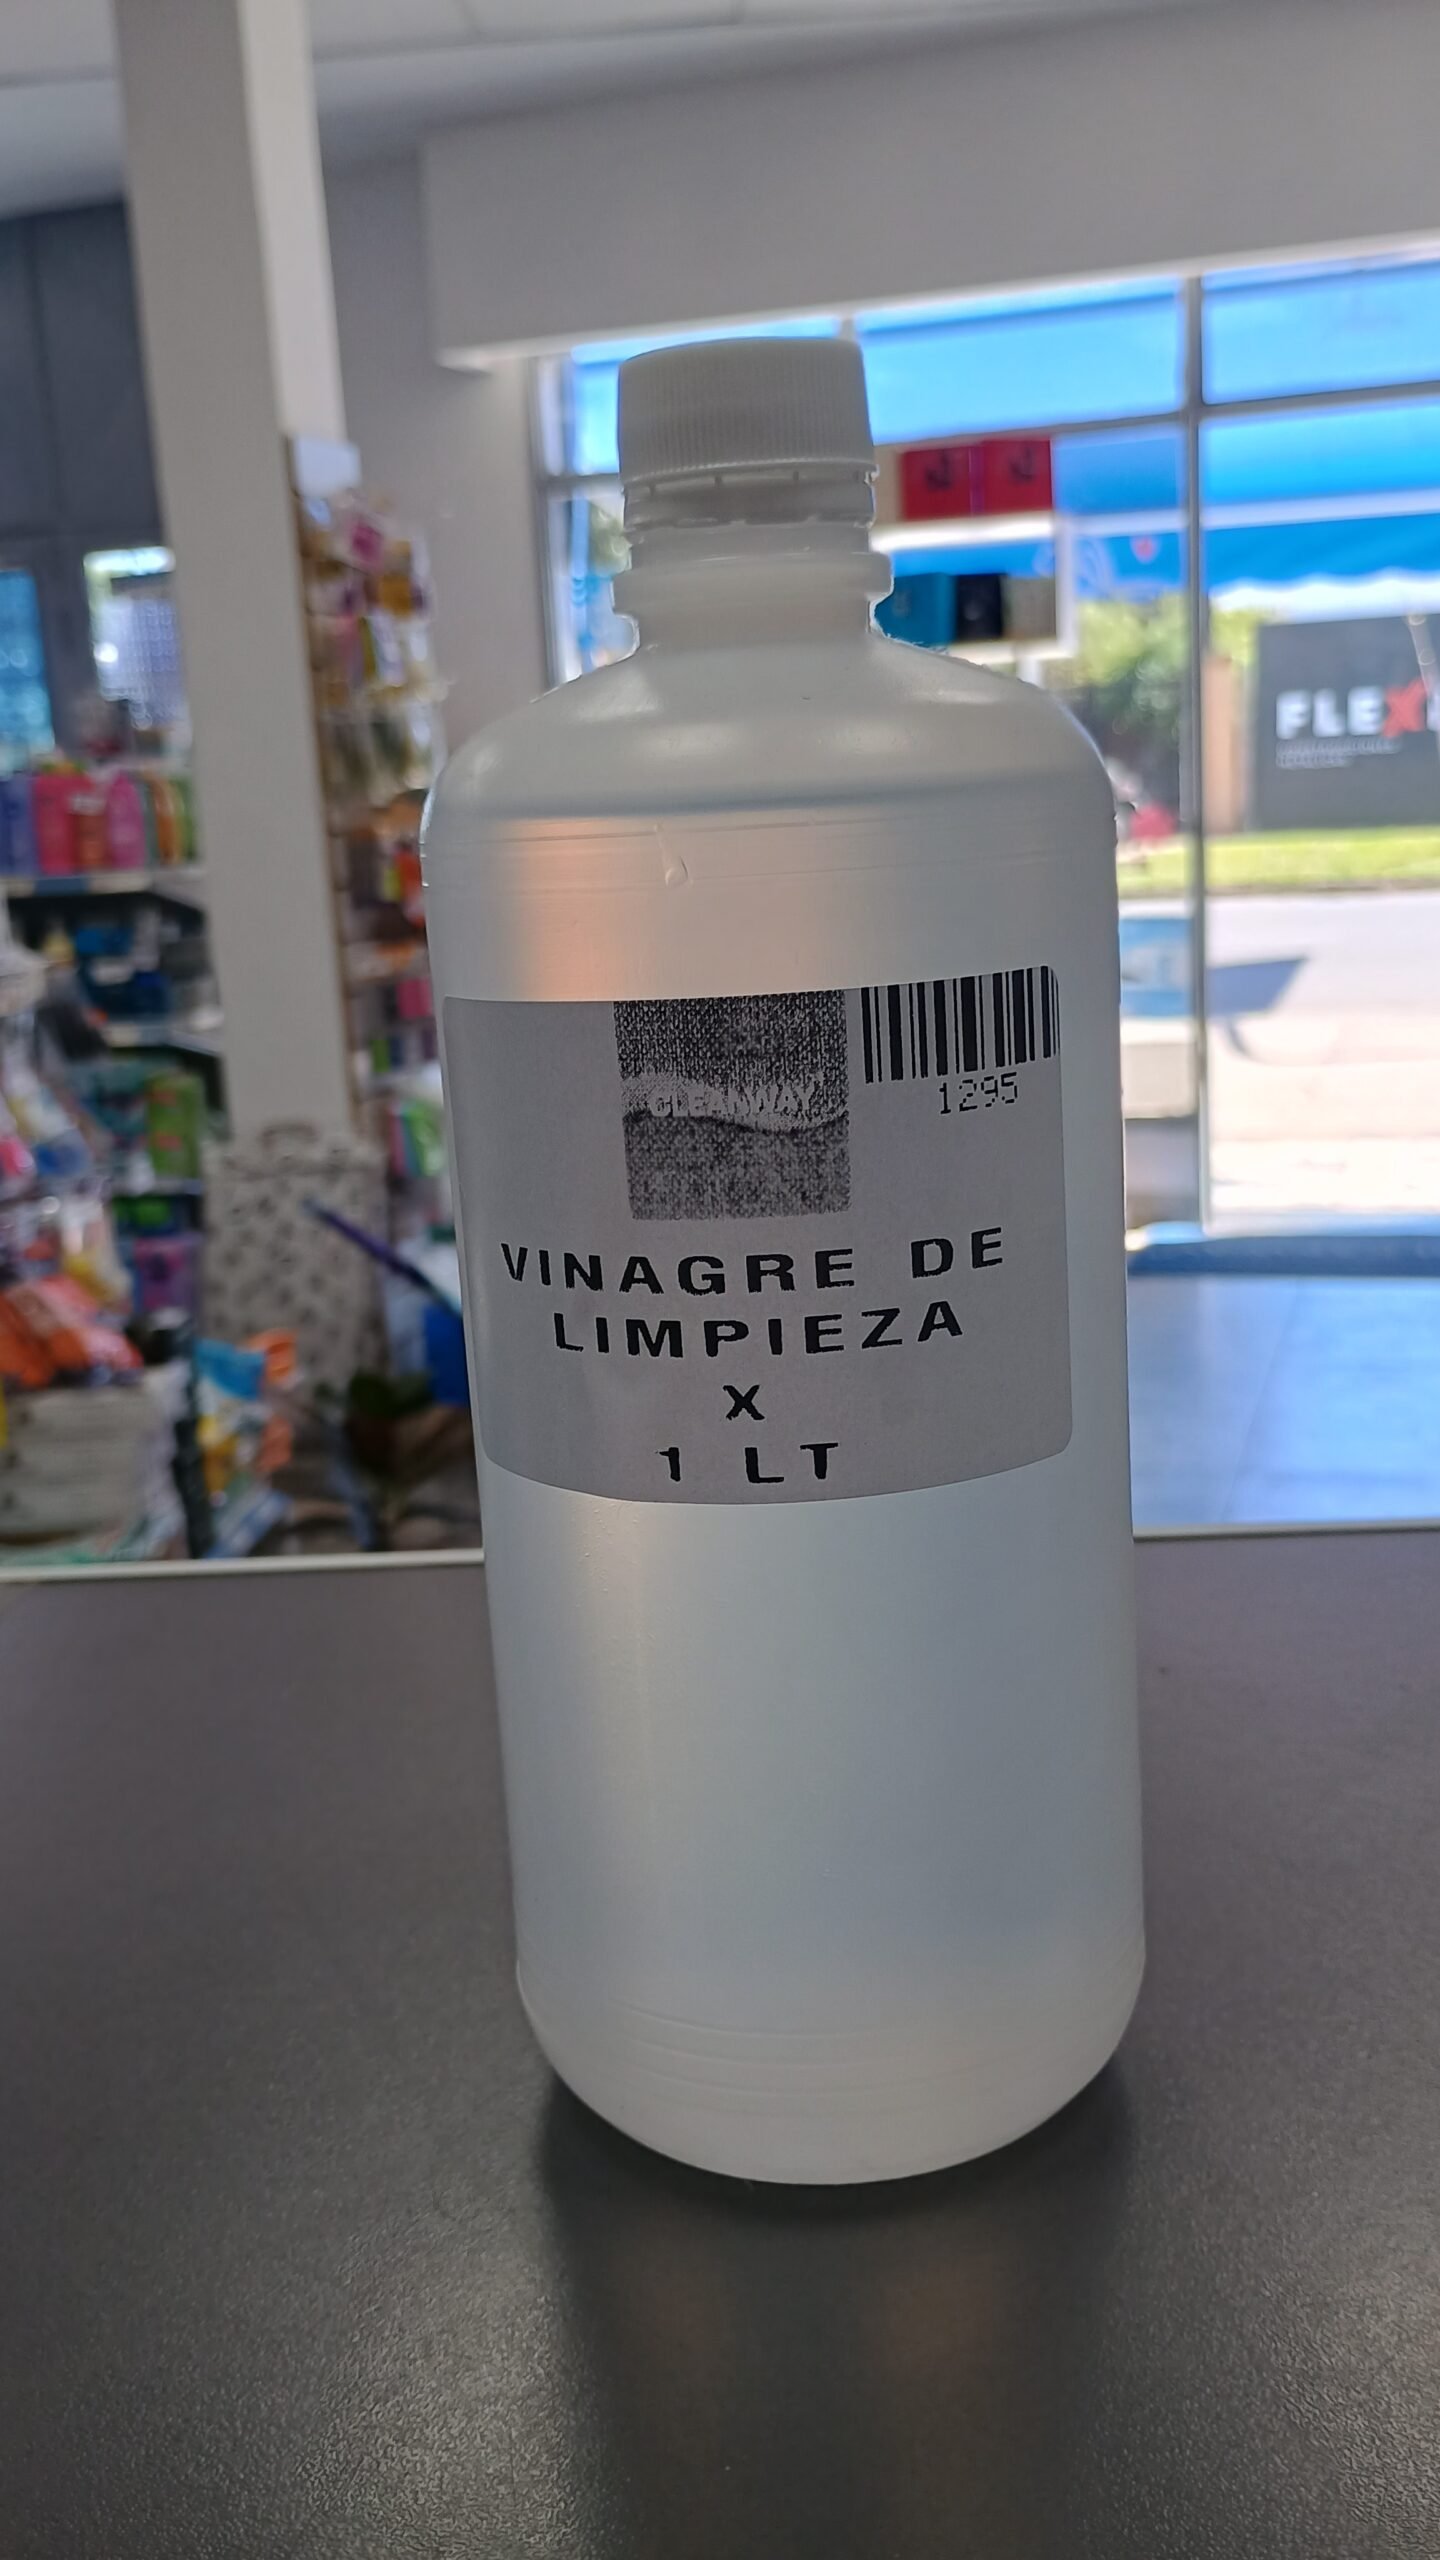 FLEX
CLEANWAY
1295
VINAGRE DE
LIMPIEZA
X
1 LT